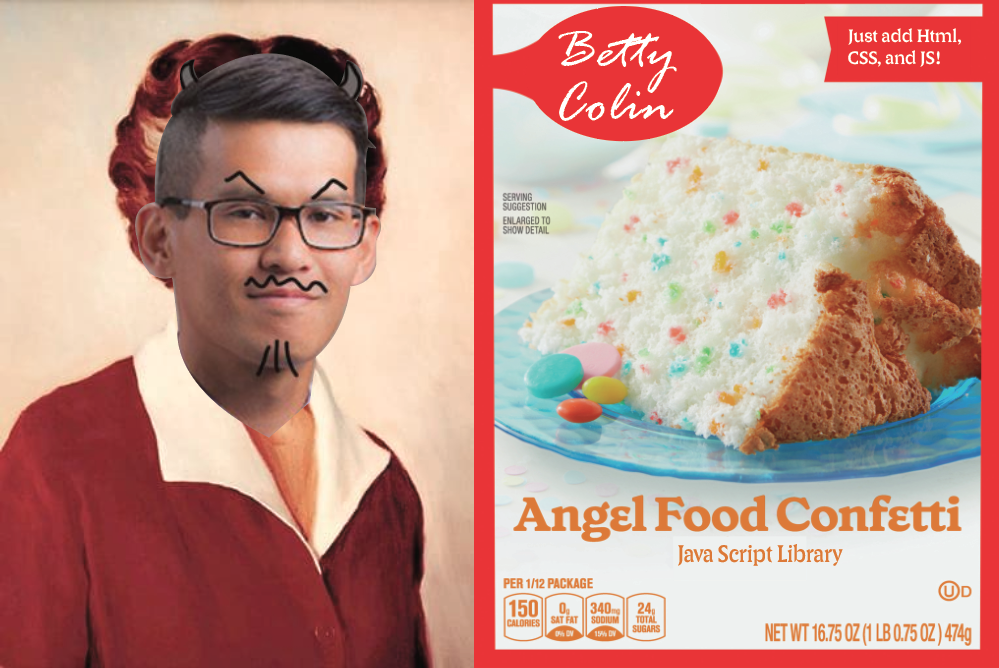 Betty
Colin
Just add Html,
CSS, and JS!
SERVING
SUGGESTION
ENLARGED TO
SHOW DETAIL
Angel Food Confetti
Java Script Library
PER 1/12 PACKAGE
150
CALORIES
0g
SAT FAT
0% DV
340mg
SODIUM
15% DV
24g
TOTAL
SUGARS
U D
NET WT 16.75 OZ (1 LB 0.75 OZ ) 474g